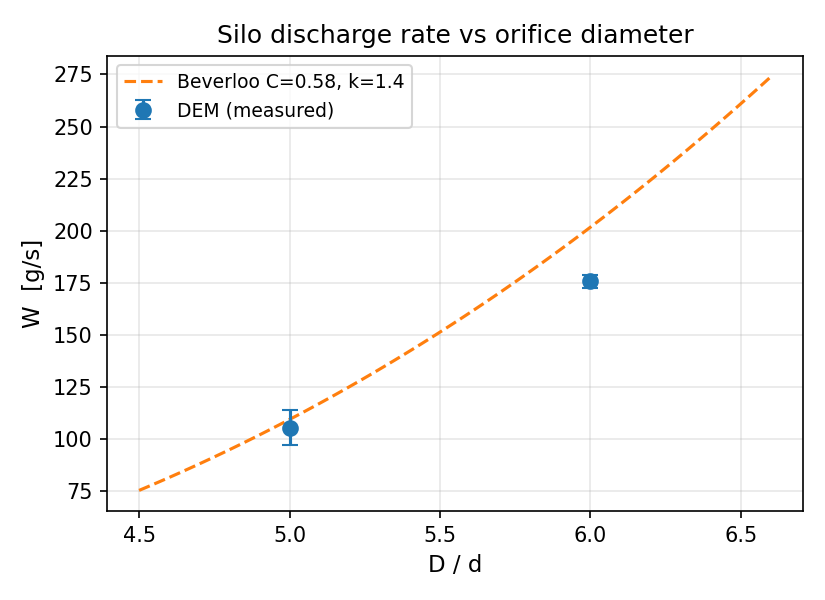 Silo discharge rate vs orifice diameter
Beverloo C=0.58, k=1.4
DEM (measured)
W [g/s]
275
250
225
200
175
150
125
100
75
4.5 5.0 5.5 6.0 6.5
D / d